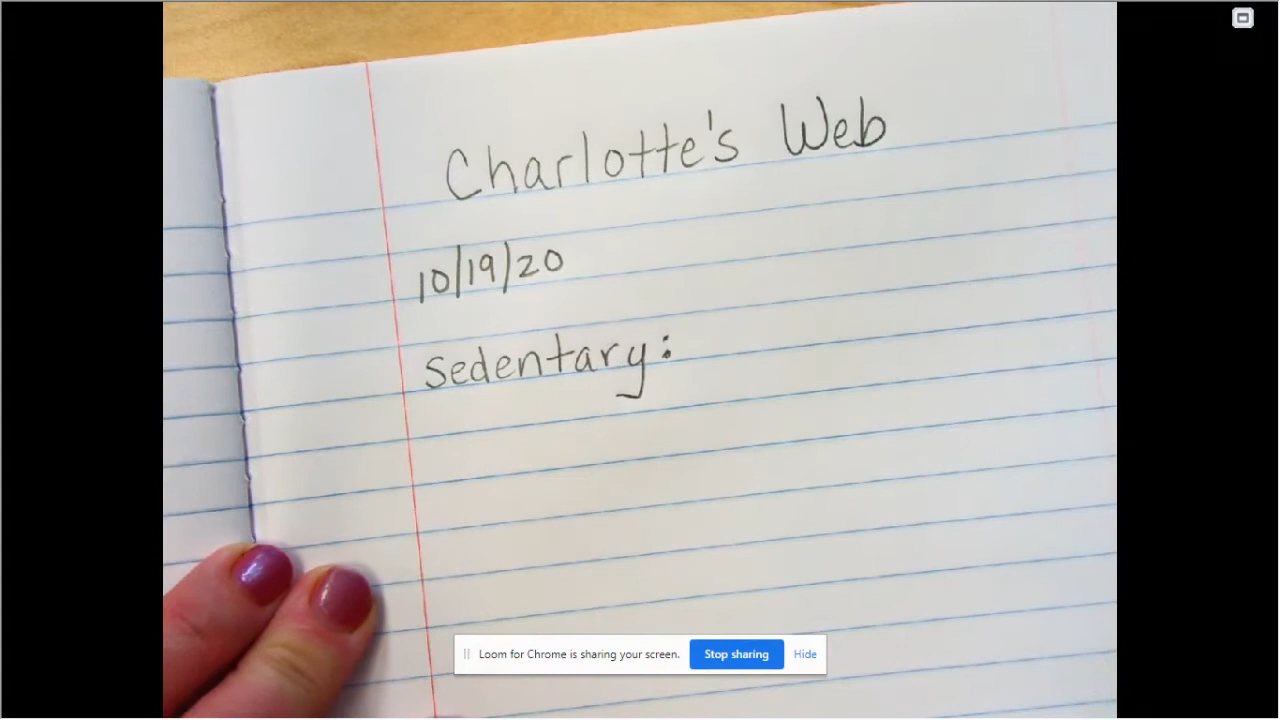 Charlotte's Web
10/19/20
sedentary:
Loom for Chrome is sharing your screen. Stop sharing Hide